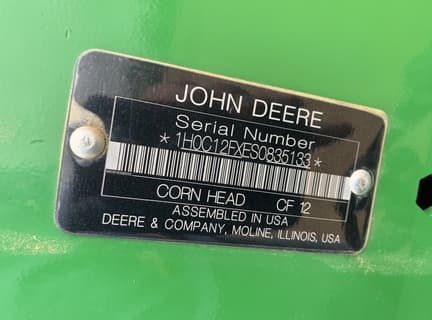 JOHN DEERE
Serial Number
*1H0C12FXES0835133*
CORN HEAD CF 12
ASSEMBLED IN USA
DEERE & COMPANY, MOLINE, ILLINOIS, USA